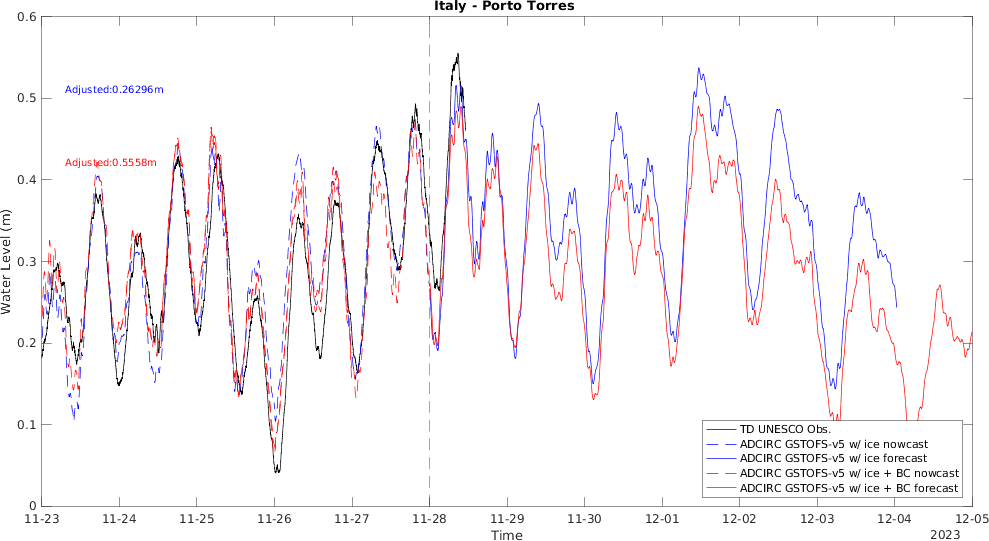 Italy - Porto Torres
Water Level (m)
0.6
0.5
0.4
0.3
0.2
0.1
0
Adjusted:0.26296m
Adjusted:0.5558m
TD UNESCO Obs.
ADCIRC GSTOFS-v5 w/ ice nowcast
ADCIRC GSTOFS-v5 w/ ice forecast
ADCIRC GSTOFS-v5 w/ ice + BC nowcast
ADCIRC GSTOFS-v5 w/ ice + BC forecast
11-23 11-24 11-25 11-26 11-27 11-28 11-29 11-30 12-01 12-02 12-03 12-04 12-05
Time
2023